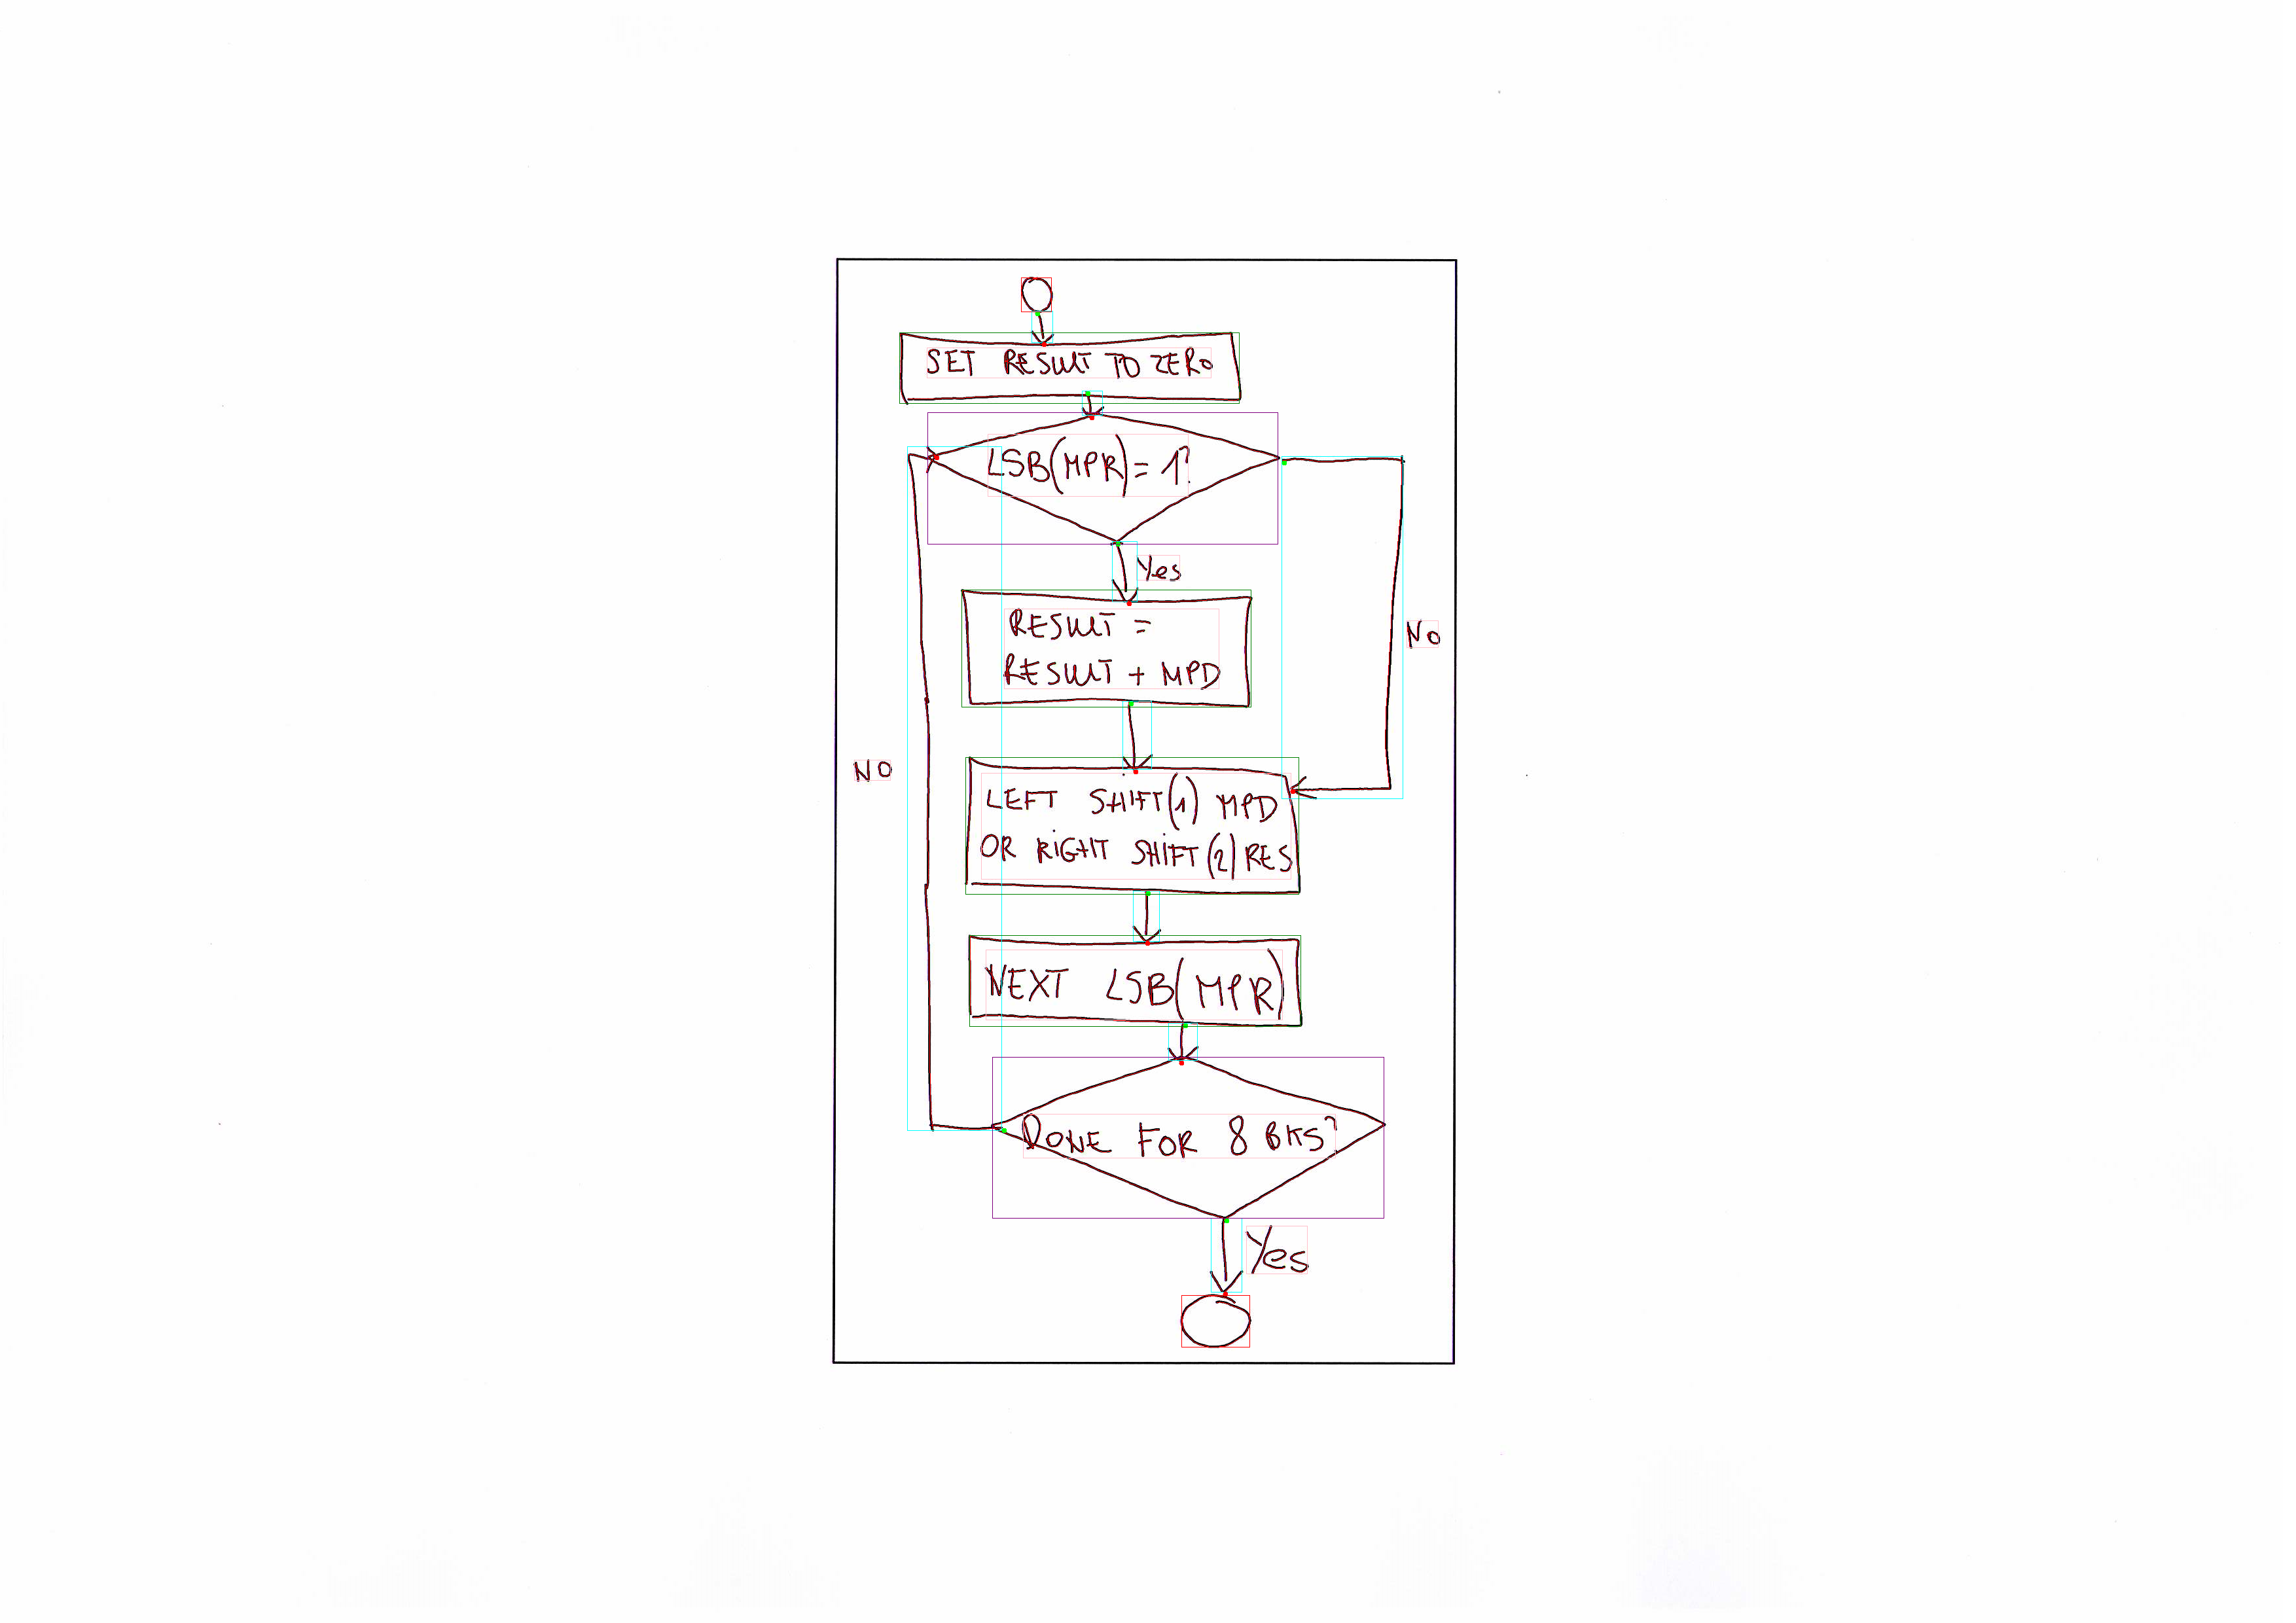 SET RESULT TO ZERO
LSB(MPR)=1?
Yes
RESULT =
RESULT + MPD
No
NO
LEFT SHIFT(1) MPD
OR RIGHT SHIFT(2) RES
NEXT LSB(MPR)
DONE FOR 8 BITS?
Yes